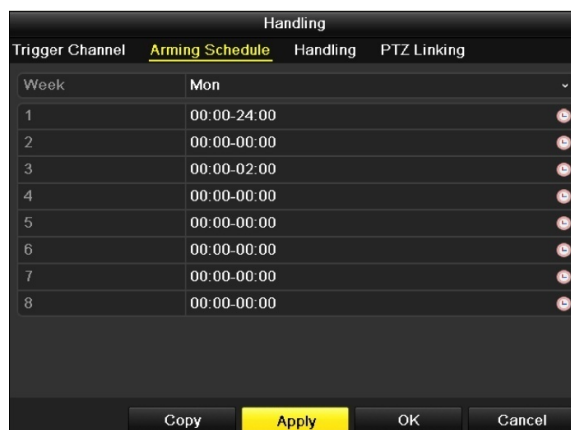 Handling
Trigger Channel Arming Schedule Handling PTZ Linking
Week Mon
1 00:00-24:00
2 00:00-00:00
3 00:00-02:00
4 00:00-00:00
5 00:00-00:00
6 00:00-00:00
7 00:00-00:00
8 00:00-00:00
Copy Apply OK Cancel